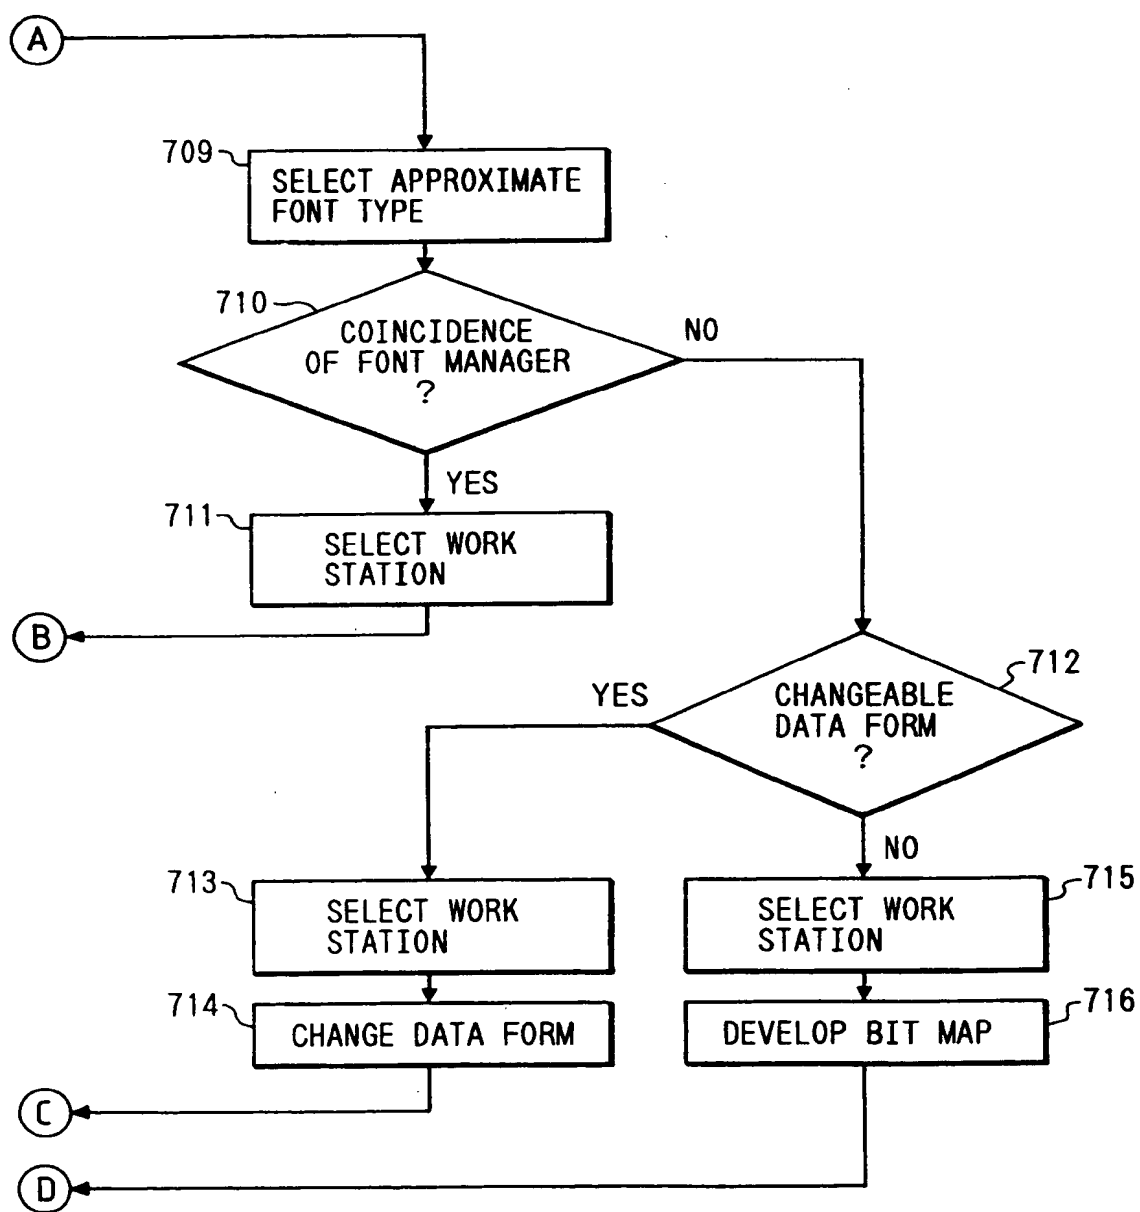 A
709
SELECT APPROXIMATE
FONT TYPE
710
COINCIDENCE
OF FONT MANAGER
?
NO
YES
711
SELECT WORK
STATION
B
712
YES
CHANGEABLE
DATA FORM
?
NO
713
SELECT WORK
STATION
715
SELECT WORK
STATION
714
CHANGE DATA FORM
716
DEVELOP BIT MAP
C
D